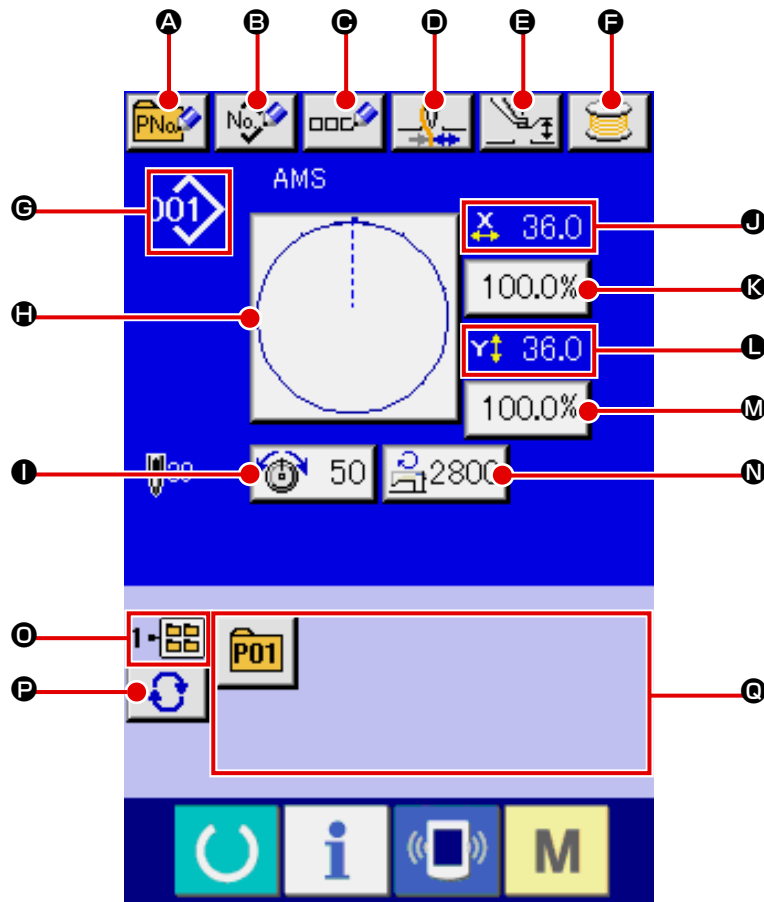 A B C D E F
PNo. No.
AMS
G 001 J X 36.0
100.0% K
H Y 36.0 L
100.0% M
I 50 2800 N
O 1
P01
P Q
i M